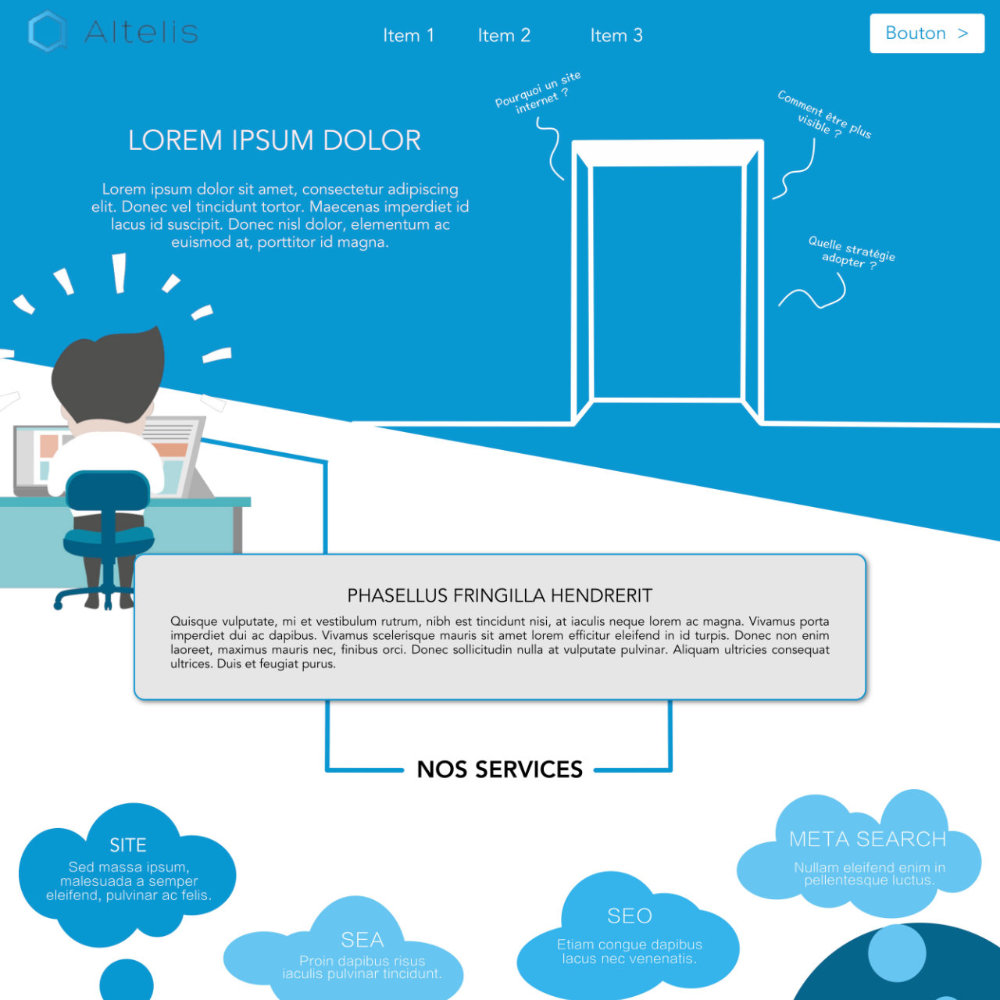 Altelis
Item 1
Item 2
Item 3
Bouton >
Pourquoi un site
internet ?
Comment être plus
visible ?
LOREM IPSUM DOLOR
Lorem ipsum dolor sit amet, consectetur adipiscing
elit. Donec vel tincidunt tortor. Maecenas imperdiet id
lacus id suscipit. Donec nisl dolor, elementum ac
euismod at, porttitor id magna.
Quelle stratégie
adopter ?
PHASELLUS FRINGILLA HENDRERIT
Quisque vulputate, mi et vestibulum rutrum, nibh est tincidunt nisi, at iaculis neque lorem ac magna. Vivamus porta
imperdiet dui ac dapibus. Vivamus scelerisque mauris sit amet lorem efficitur eleifend in id turpis. Donec non enim
laoreet, maximus mauris nec, finibus orci. Donec sollicitudin nulla at vulputate pulvinar. Aliquam ultricies consequat
ultrices. Duis et feugiat purus.
NOS SERVICES
SITE
Sed massa ipsum,
malesuada a semper
eleifend, pulvinar ac felis.
META SEARCH
Nullam eleifend enim in
pellentesque luctus.
SEA
Proin dapibus risus
iaculis pulvinar tincidunt.
SEO
Etiam congue dapibus
lacus nec venenatis.